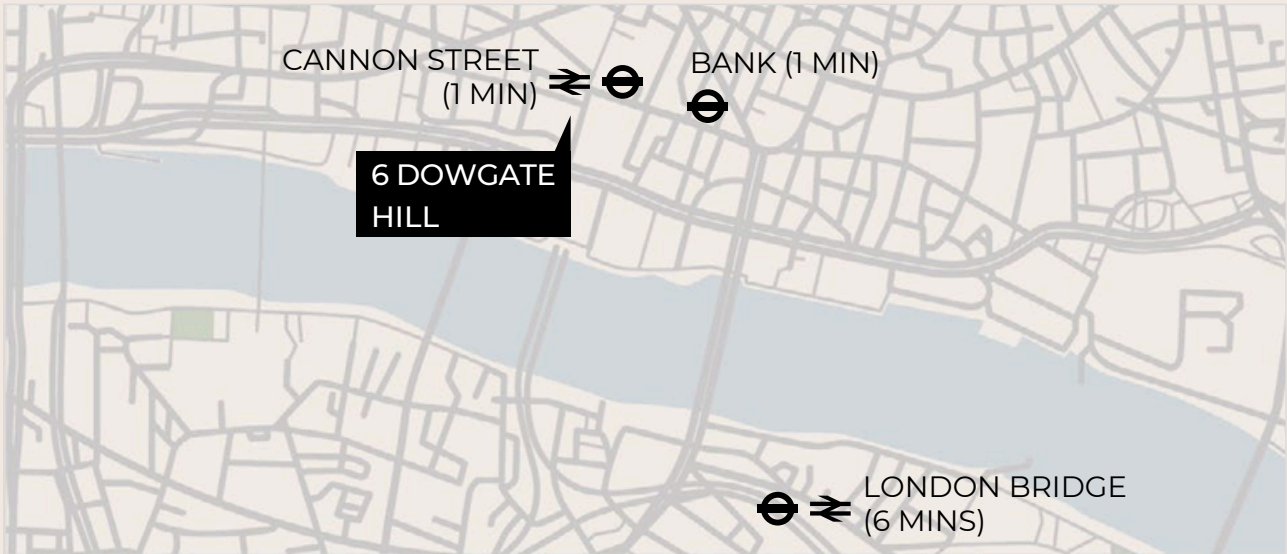 CANNON STREET
(1 MIN)
BANK (1 MIN)
6 DOWGATE
HILL
LONDON BRIDGE
(6 MINS)